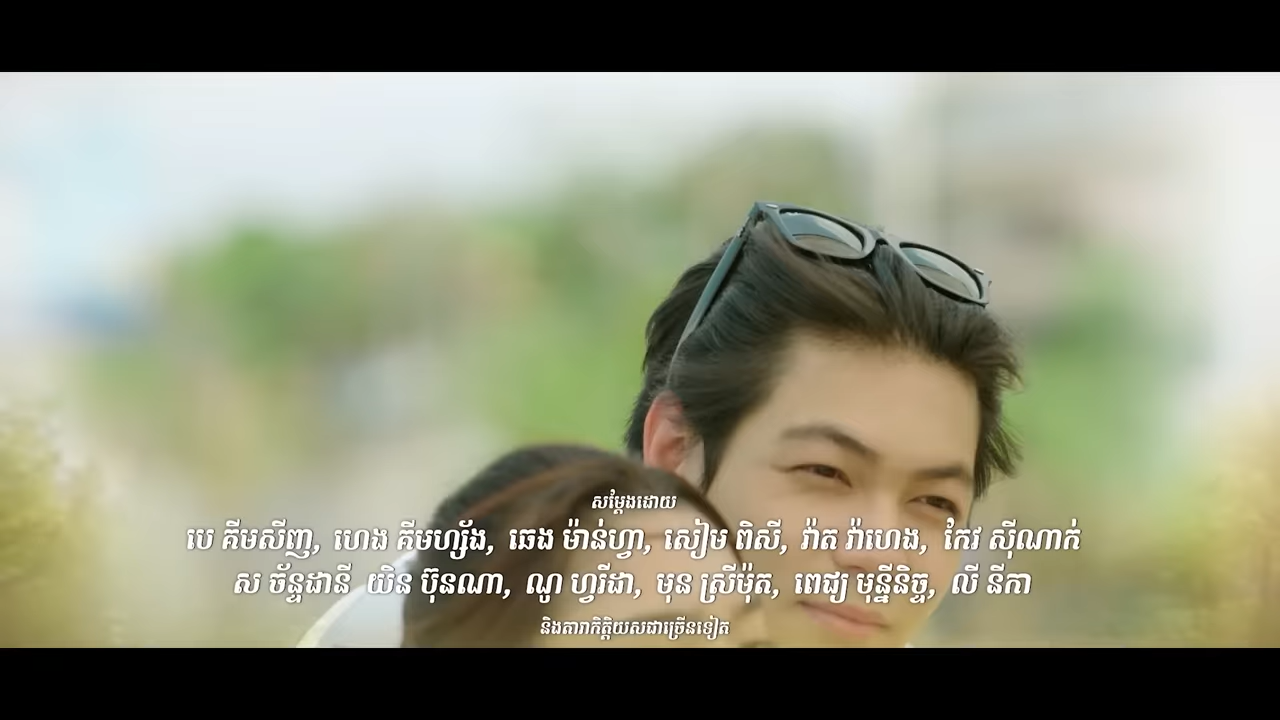 សម្ដែងដោយ
បេ គីមសីញ, ហេង គីមហ្ស័ង, ឆេង ម៉ាន់ហ្វា, សៀម ពិសី, រ៉ាត រ៉ាហេង, កែវ ស៊ីណាក់
ស ច័ន្ទដានី យិន ប៊ុនណា, ណូ ហ្វរីដា, មុន ស្រីម៉ុត, ពេជ្យ មុន្នីនិច្ឆ, លី នីកា
និងតារាកិត្តិយសជាច្រើនទៀត